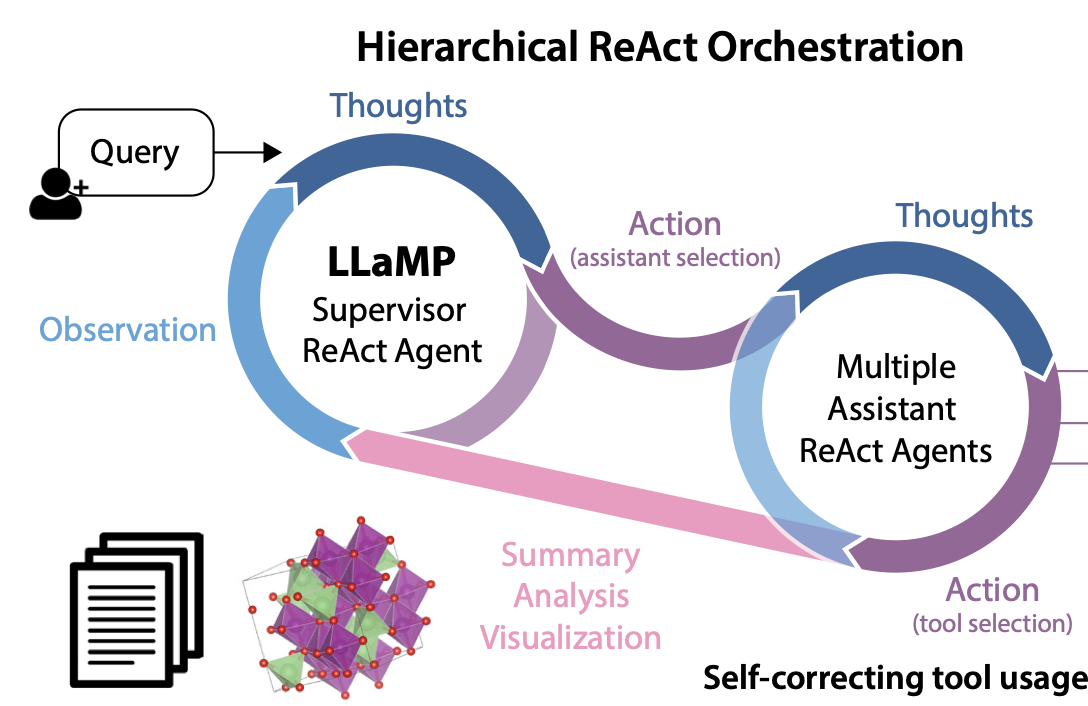 Hierarchical ReAct Orchestration
Thoughts
Query
Action
(assistant selection)
Thoughts
LLaMP
Supervisor
ReAct Agent
Observation
Multiple
Assistant
ReAct Agents
Summary
Analysis
Visualization
Action
(tool selection)
Self-correcting tool usage